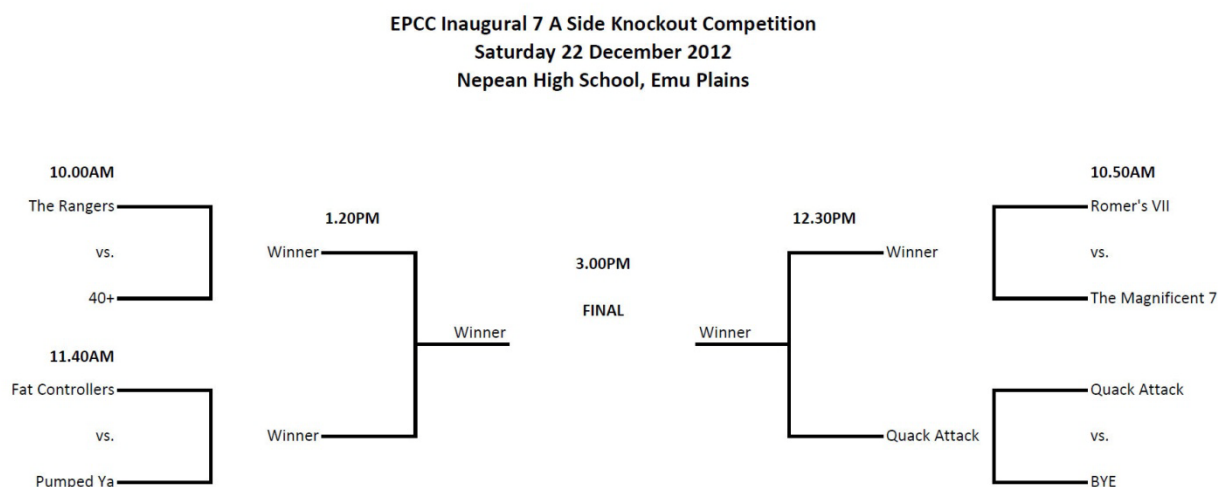 EPCC Inaugural 7 A Side Knockout Competition
Saturday 22 December 2012
Nepean High School, Emu Plains
10.00AM
The Rangers
vs.
40+
11.40AM
Fat Controllers
vs.
Pumped Ya
1.20PM
Winner
Winner
Winner
3.00PM
FINAL
Winner
12.30PM
Winner
Quack Attack
10.50AM
Romer's VII
vs.
The Magnificent 7
Quack Attack
vs.
BYE